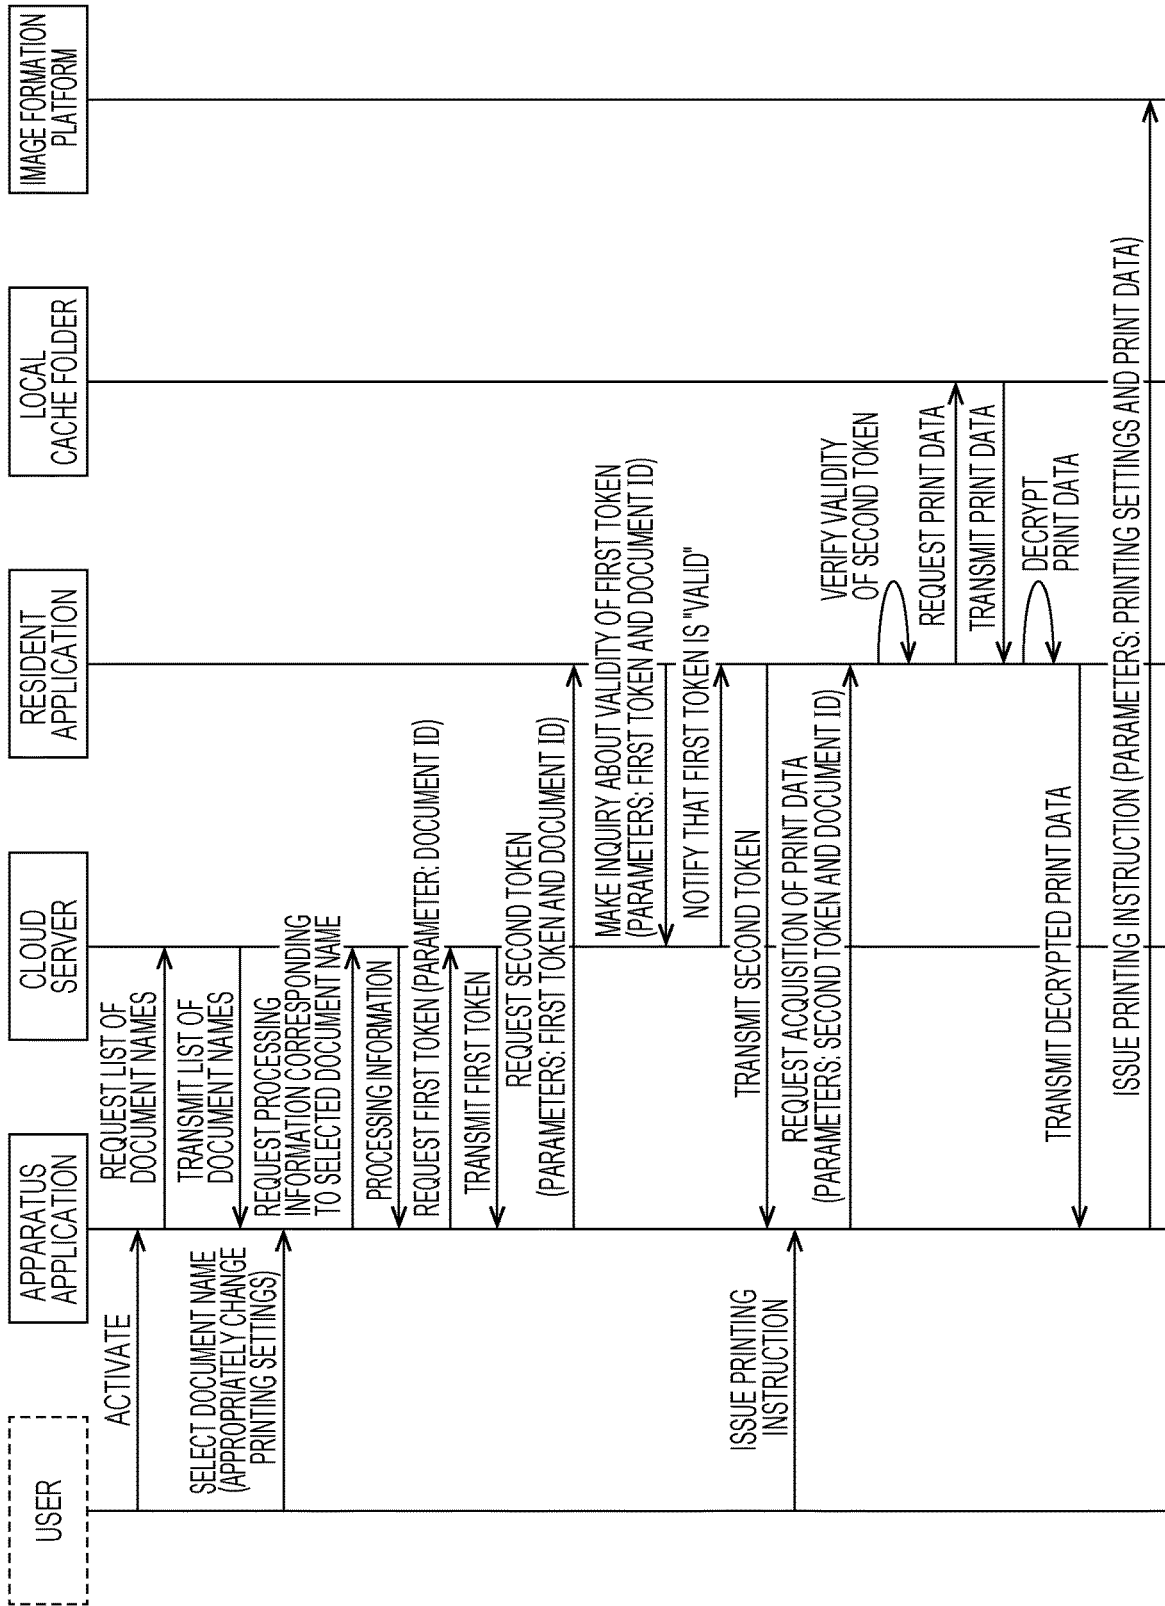 USER
APPARATUS
APPLICATION
CLOUD
SERVER
RESIDENT
APPLICATION
LOCAL
CACHE FOLDER
IMAGE FORMATION
PLATFORM
ACTIVATE
REQUEST LIST OF
DOCUMENT NAMES
TRANSMIT LIST OF
DOCUMENT NAMES
SELECT DOCUMENT NAME
(APPROPRIATELY CHANGE
PRINTING SETTINGS)
REQUEST PROCESSING
INFORMATION CORRESPONDING
TO SELECTED DOCUMENT NAME
PROCESSING INFORMATION
REQUEST FIRST TOKEN (PARAMETER: DOCUMENT ID)
TRANSMIT FIRST TOKEN
REQUEST SECOND TOKEN
(PARAMETERS: FIRST TOKEN AND DOCUMENT ID)
MAKE INQUIRY ABOUT VALIDITY OF FIRST TOKEN
(PARAMETERS: FIRST TOKEN AND DOCUMENT ID)
NOTIFY THAT FIRST TOKEN IS "VALID"
TRANSMIT SECOND TOKEN
ISSUE PRINTING
INSTRUCTION
REQUEST ACQUISITION OF PRINT DATA
(PARAMETERS: SECOND TOKEN AND DOCUMENT ID)
VERIFY VALIDITY
OF SECOND TOKEN
REQUEST PRINT DATA
TRANSMIT PRINT DATA
DECRYPT
PRINT DATA
TRANSMIT DECRYPTED PRINT DATA
ISSUE PRINTING INSTRUCTION (PARAMETERS: PRINTING SETTINGS AND PRINT DATA)